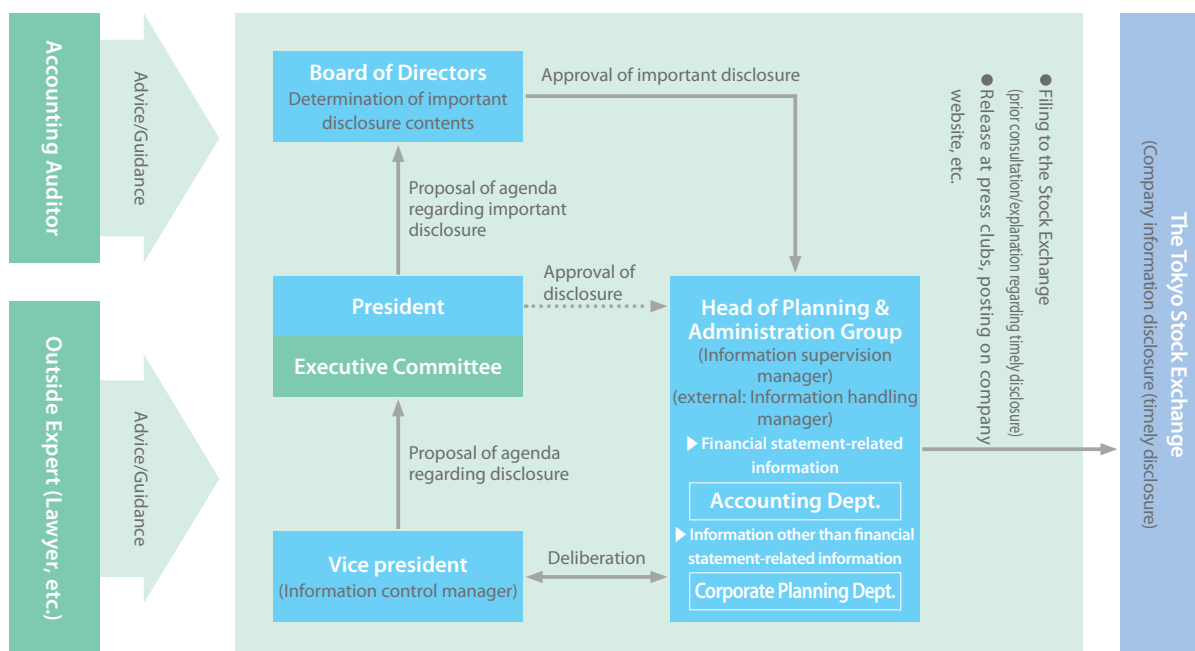 Accounting Auditor
Advice/Guidance
Outside Expert (Lawyer, etc.)
Advice/Guidance
Board of Directors
Determination of important
disclosure contents
Approval of important disclosure
Proposal of agenda
regarding important
disclosure
President
Executive Committee
Approval of
disclosure
Proposal of agenda
regarding disclosure
Vice president
(Information control manager)
Deliberation
Head of Planning &
Administration Group
(Information supervision
manager)
(external: Information handling
manager)
▶ Financial statement-related
information
Accounting Dept.
▶ Information other than financial
statement-related information
Corporate Planning Dept.
● Filing to the Stock Exchange
(prior consultation/explanation regarding timely disclosure)
● Release at press clubs, posting on company
website, etc.
The Tokyo Stock Exchange
(Company information disclosure (timely disclosure)